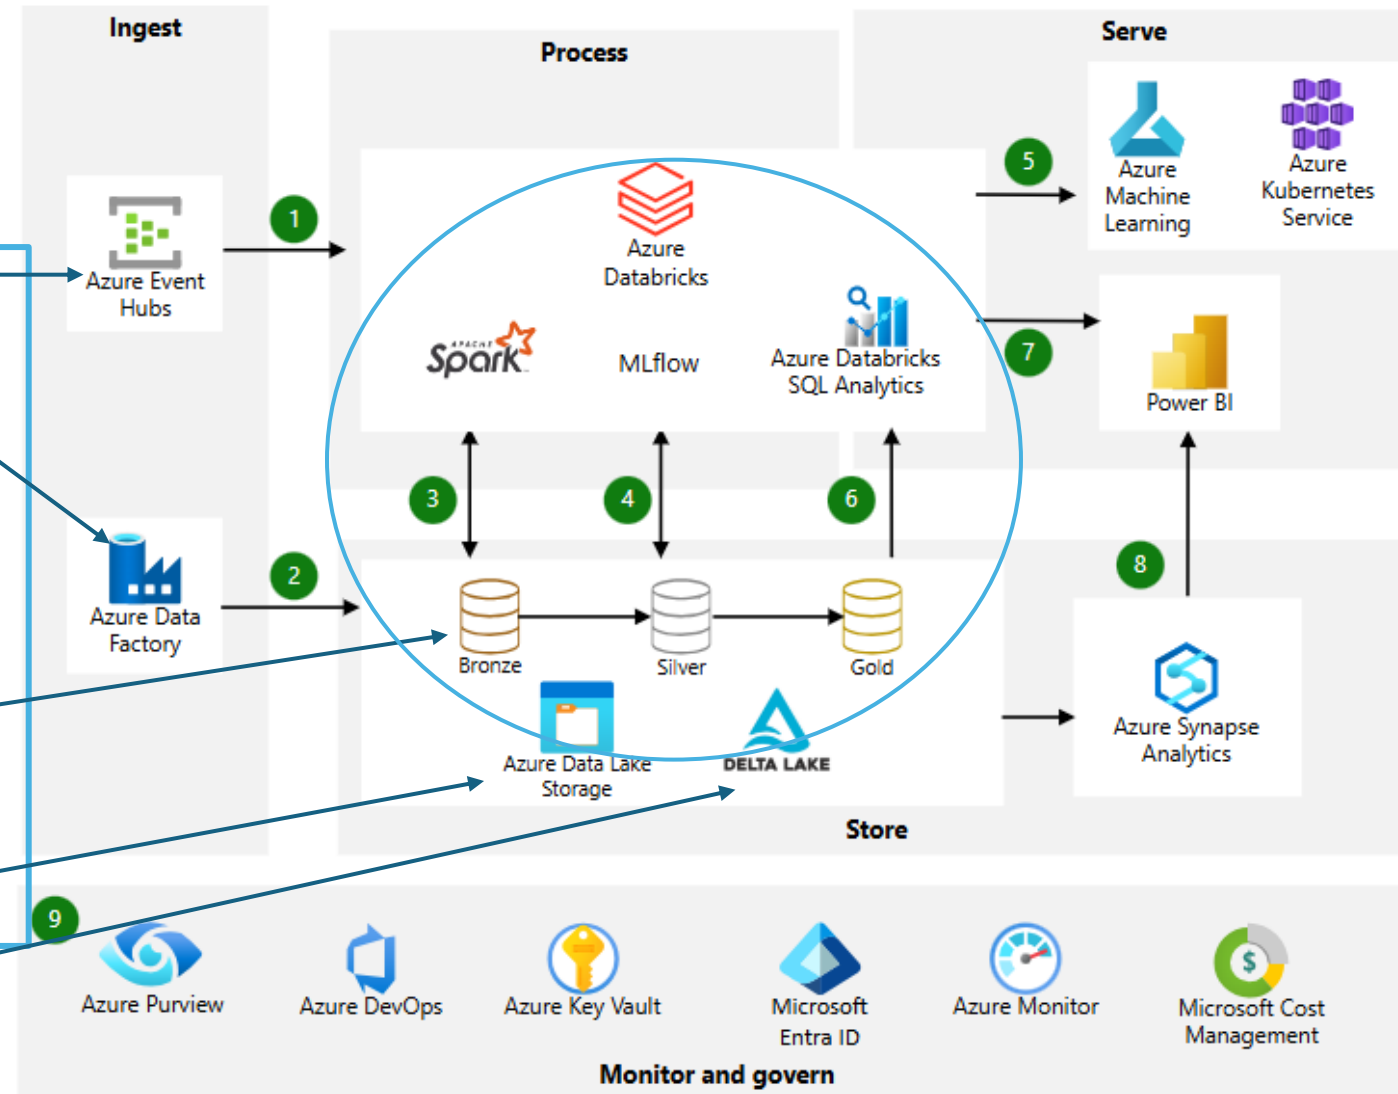 Ingest
Process
Serve
Azure Event
Hubs
1
Azure
Databricks
APACHE
Spark
MLflow
Azure Databricks
SQL Analytics
5
Azure
Machine
Learning
Azure
Kubernetes
Service
7
Power BI
3
4
6
8
Azure Data
Factory
2
Bronze
Silver
Gold
Azure Data Lake
Storage
DELTA LAKE
Azure Synapse
Analytics
Store
9
Azure Purview
Azure DevOps
Azure Key Vault
Microsoft
Entra ID
Azure Monitor
$
Microsoft Cost
Management
Monitor and govern